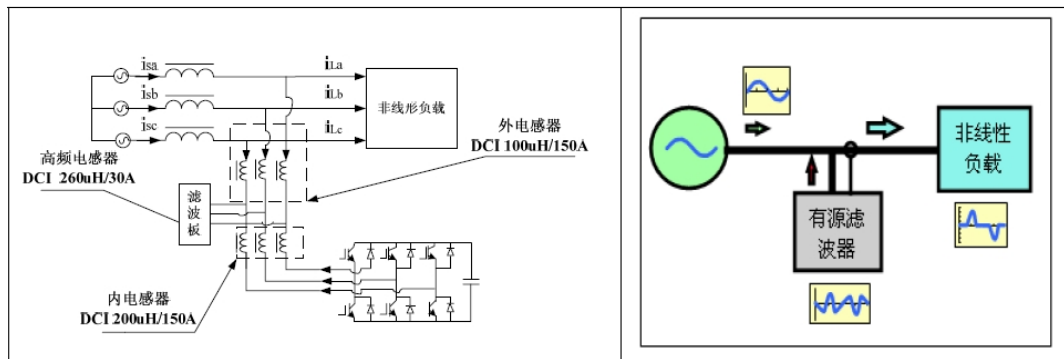 isa
iLa
isb
iLb
非线形负载
isc
iLc
外电感器
DCI 100uH/150A
高频电感器
DCI 260uH/30A
滤
波
板
内电感器
DCI 200uH/150A
非线性
负载
有源滤
波器